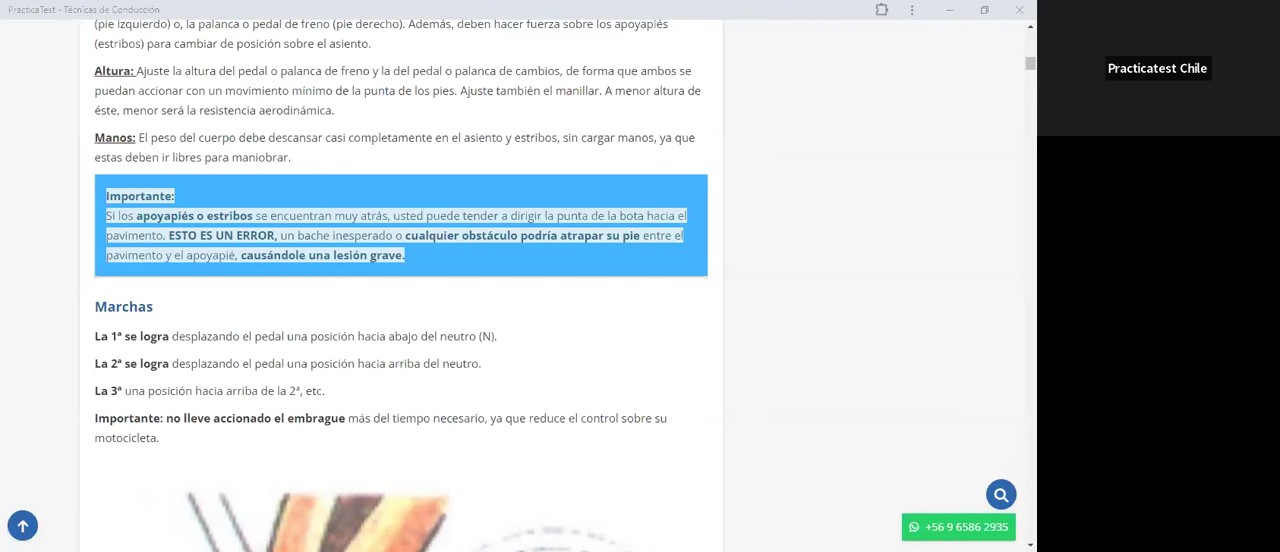 PracticaTest - Técnicas de Conducción
(pie izquierdo) o, la palanca o pedal de freno (pie derecho). Además, deben hacer fuerza sobre los apoyapiés
(estribos) para cambiar de posición sobre el asiento.
Altura: Ajuste la altura del pedal o palanca de freno y la del pedal o palanca de cambios, de forma que ambos se
puedan accionar con un movimiento mínimo de la punta de los pies. Ajuste también el manillar. A menor altura de
éste, menor será la resistencia aerodinámica.
Manos: El peso del cuerpo debe descansar casi completamente en el asiento y estribos, sin cargar manos, ya que
estas deben ir libres para maniobrar.
Importante:
Si los apoyapiés o estribos se encuentran muy atrás, usted puede tender a dirigir la punta de la bota hacia el
pavimento. ESTO ES UN ERROR, un bache inesperado o cualquier obstáculo podría atrapar su pie entre el
pavimento y el apoyapié, causándole una lesión grave.
Marchas
La 1ª se logra desplazando el pedal una posición hacia abajo del neutro (N).
La 2ª se logra desplazando el pedal una posición hacia arriba del neutro.
La 3ª una posición hacia arriba de la 2ª, etc.
Importante: no lleve accionado el embrague más del tiempo necesario, ya que reduce el control sobre su
motocicleta.
+56 9 6586 2935
Practicatest Chile